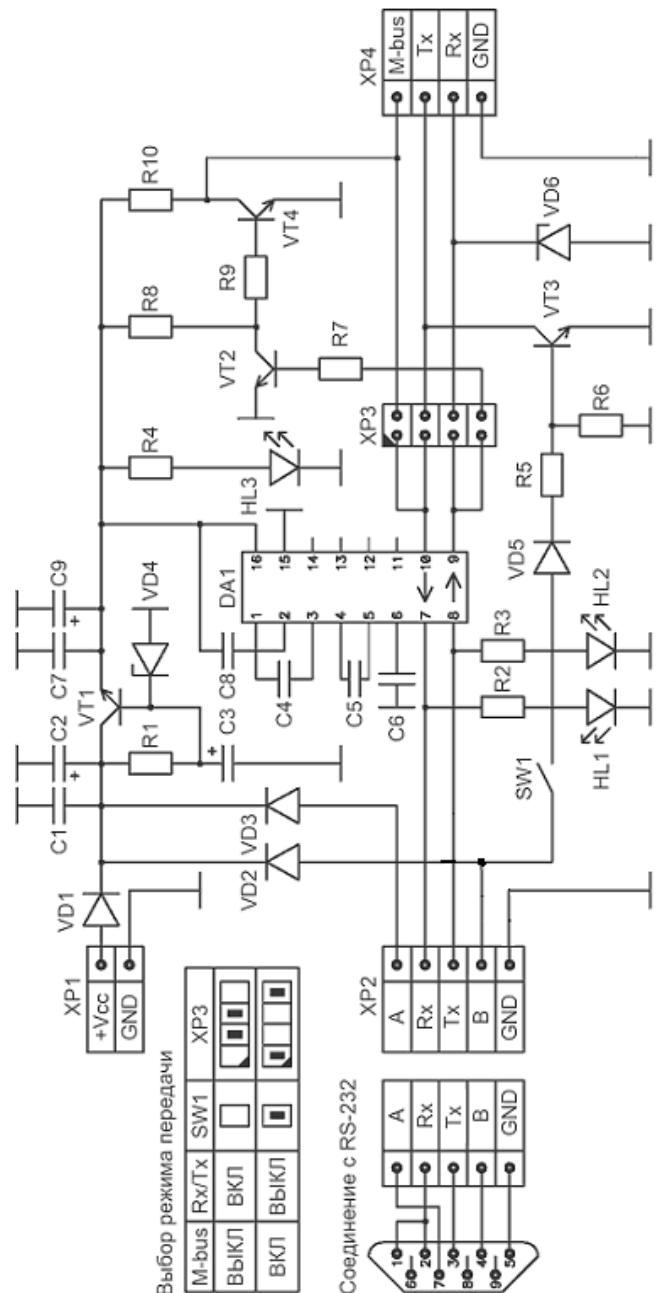 XP1
+Vcc
GND
VD1
C1
C2
C7
C9
VT1
VD4
R1
C3
VD3
VD2
C8
C4
C5
C6
DA1
1
2
3
4
5
6
7
8
16
15
14
13
12
11
10
9
R4
HL3
R8
VT2
R9
R10
VT4
R7
XP3
XP4
M-bus
Tx
Rx
GND
VD6
VT3
R6
R5
VD5
R3
R2
HL2
HL1
SW1
XP2
A
Rx
Tx
B
GND
Выбор режима передачи
M-bus Rx/Tx SW1 XP3
ВЫКЛ ВКЛ
ВКЛ ВЫКЛ
Соединение с RS-232
A
Rx
Tx
B
GND
1
2
3
4
5
6
7
8
9
+
+
+